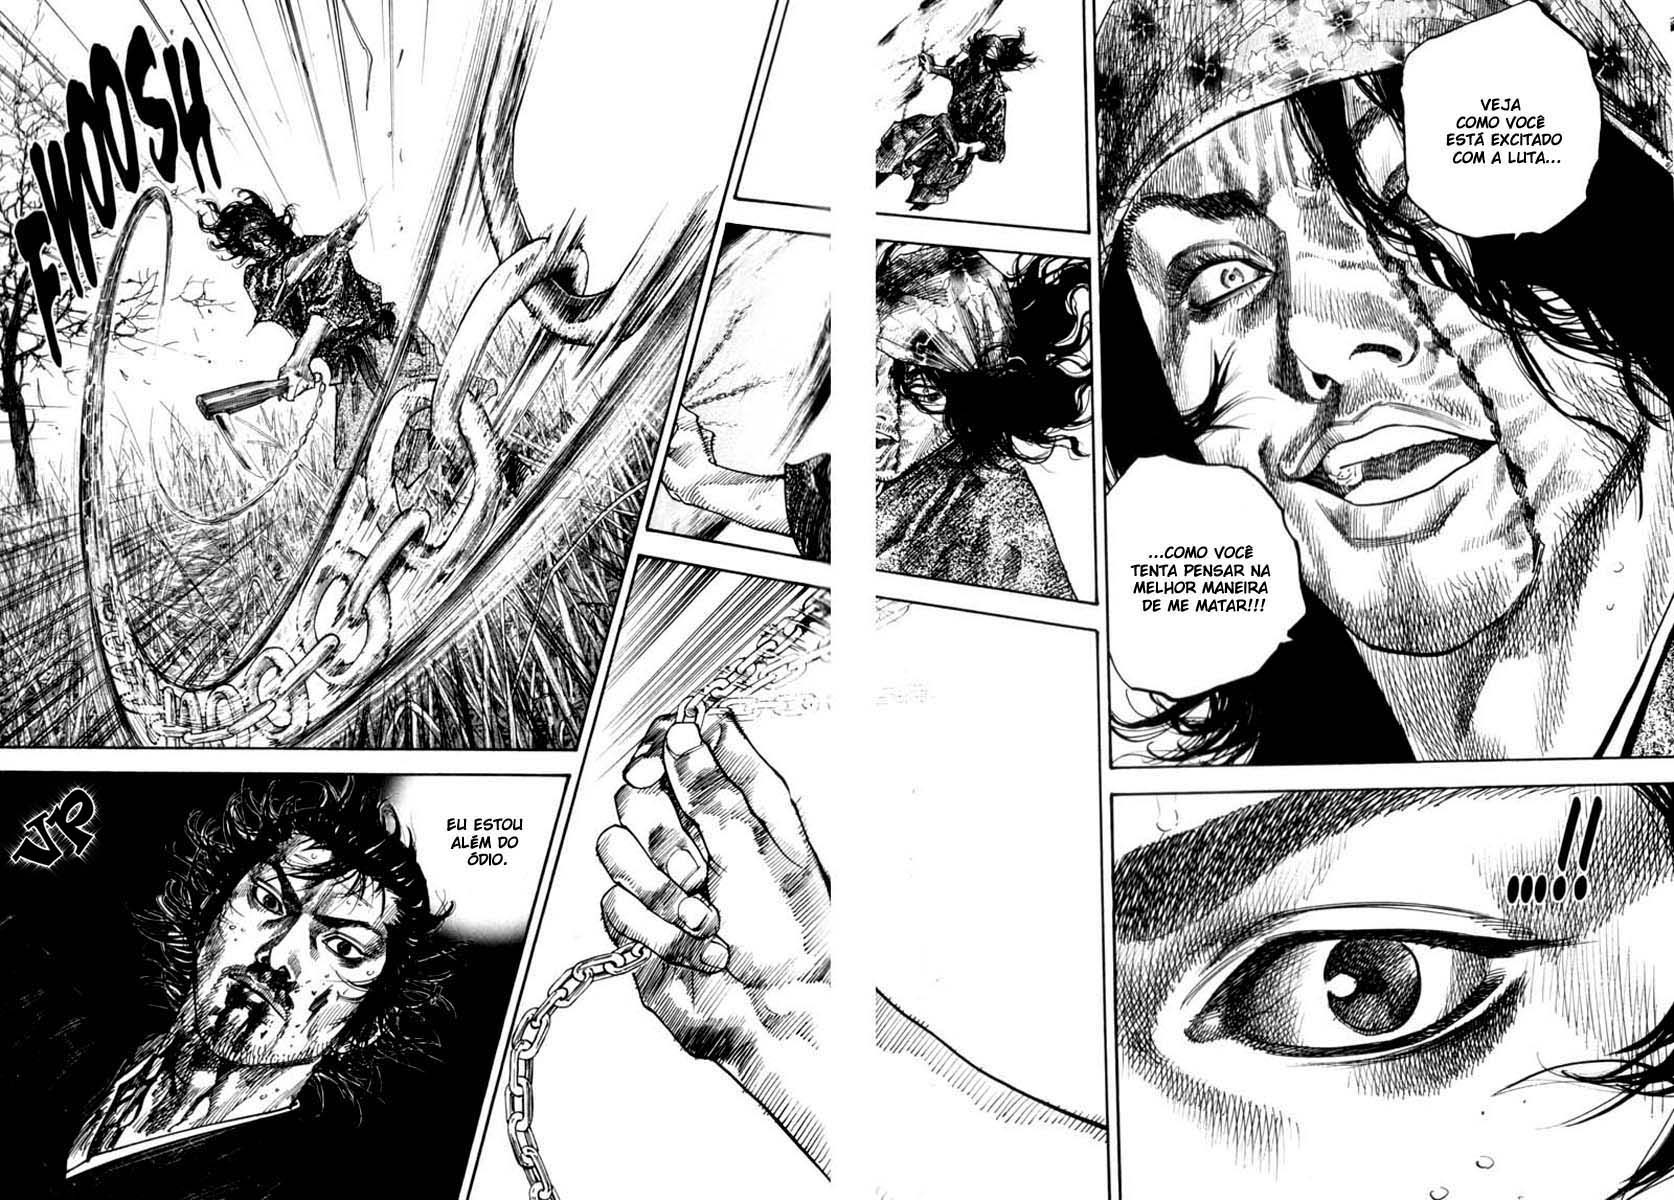 VEJA
COMO VOCÊ
ESTÁ EXCITADO
COM A LUTA...
...COMO VOCÊ
TENTA PENSAR NA
MELHOR MANEIRA
DE ME MATAR!!!
...!!
FWOOSH
EU ESTOU
ALÉM DO
ÓDIO.
VIP